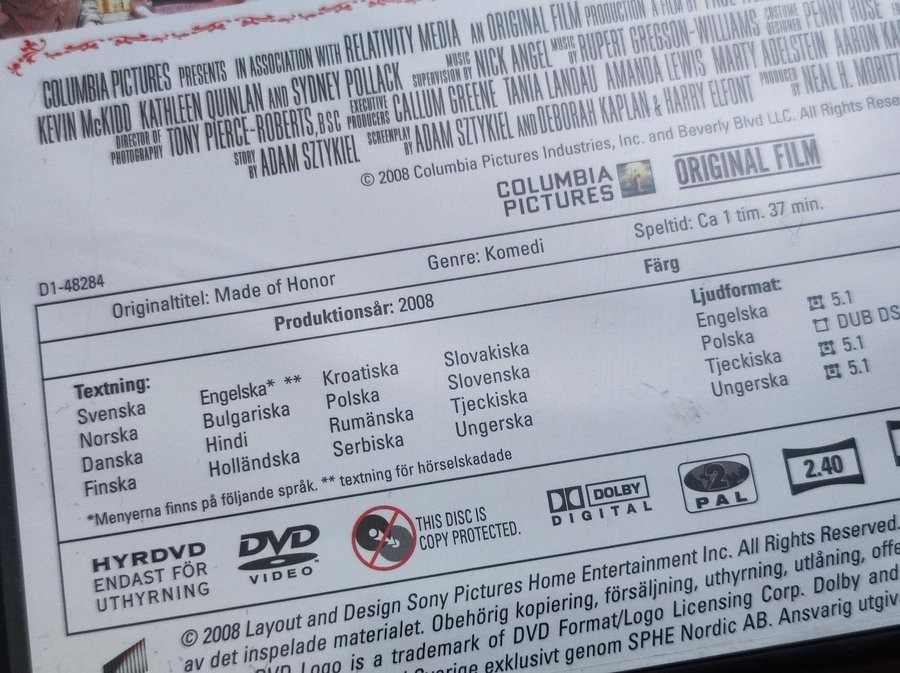 COLUMBIA PICTURES PRESENTS IN ASSOCIATION WITH RELATIVITY MEDIA AN ORIGINAL FILM PRODUCTION A FILM BY
KEVIN McKIDD KATHLEEN QUINLAN AND SYDNEY POLLACK MUSIC SUPERVISION BY NICK ANGEL MUSIC BY RUPERT GREGSON-WILLIAMS COSTUME DESIGNER PENNY ROSE
DIRECTOR OF PHOTOGRAPHY TONY PIERCE-ROBERTS, BSC EXECUTIVE PRODUCERS CALLUM GREENE TANIA LANDAU AMANDA LEWIS MARTY ADELSTEIN AARON
STORY BY ADAM SZTYKIEL SCREENPLAY BY ADAM SZTYKIEL AND DEBORAH KAPLAN & HARRY ELFONT PRODUCED BY NEAL H. MORITZ
© 2008 Columbia Pictures Industries, Inc. and Beverly Blvd LLC. All Rights
COLUMBIA PICTURES ORIGINAL FILM
D1-48284
Originaltitel: Made of Honor Genre: Komedi Speltid: Ca 1 tim. 37 min.
Produktionsår: 2008 Färg
Textning:
Svenska
Norska
Danska
Finska
Engelska* **
Bulgariska
Hindi
Holländska
Kroatiska
Polska
Rumänska
Serbiska
Slovakiska
Slovenska
Tjeckiska
Ungerska
Ljudformat:
Engelska 5.1
Polska DUB DS
Tjeckiska 5.1
Ungerska 5.1
*Menyerna finns på följande språk. ** textning för hörselskadade
HYRDVD
ENDAST FÖR
UTHYRNING
DVD
VIDEO™
THIS DISC IS
COPY PROTECTED.
DOLBY
DIGITAL
2
PAL
2.40
© 2008 Layout and Design Sony Pictures Home Entertainment Inc. All Rights Reserved.
av det inspelade materialet. Obehörig kopiering, försäljning, uthyrning, utlåning,
DVD Logo is a trademark of DVD Format/Logo Licensing Corp. Dolby and
exklusivt genom SPHE Nordic AB. Ansvarig